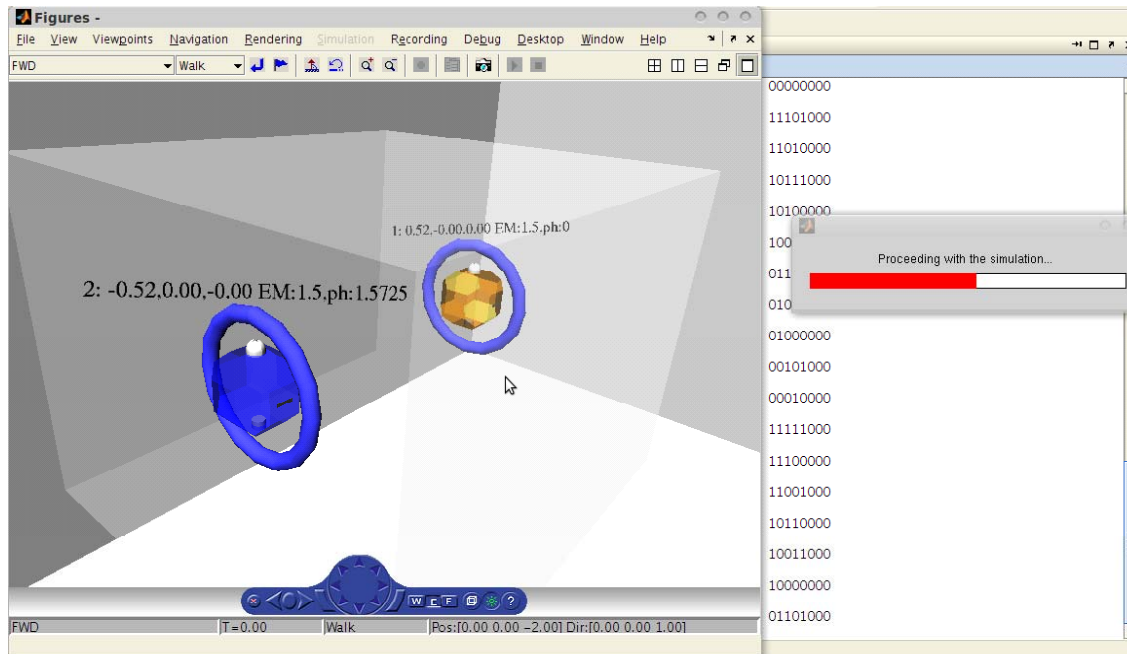 Figures -
File View Viewpoints Navigation Rendering Simulation Recording Debug Desktop Window Help
FWD Walk
1: 0.52,-0.00,0.00 EM:1.5,ph:0
2: -0.52,0.00,-0.00 EM:1.5,ph:1.5725
W E F ?
FWD T=0.00 Walk Pos:[0.00 0.00 -2.00] Dir:[0.00 0.00 1.00]
00000000
11101000
11010000
10111000
10100000
100
Proceeding with the simulation...
011
010
01000000
00101000
00010000
11111000
11100000
11001000
10110000
10011000
10000000
01101000